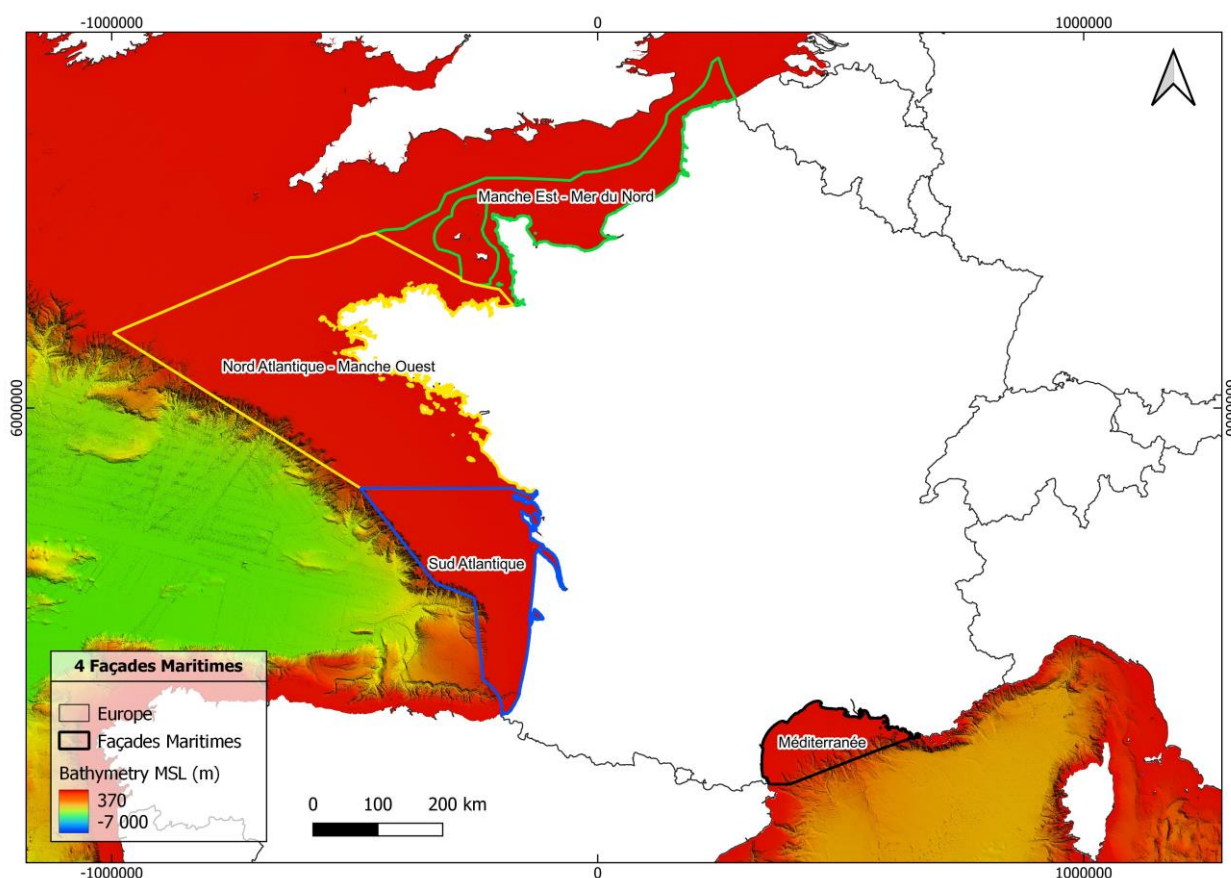 -1000000
0
1000000
Manche Est - Mer du Nord
Nord Atlantique - Manche Ouest
6000000
6000000
Sud Atlantique
Méditerranée
4 Façades Maritimes
Europe
Façades Maritimes
Bathymetry MSL (m)
370
-7 000
0 100 200 km
-1000000
0
1000000